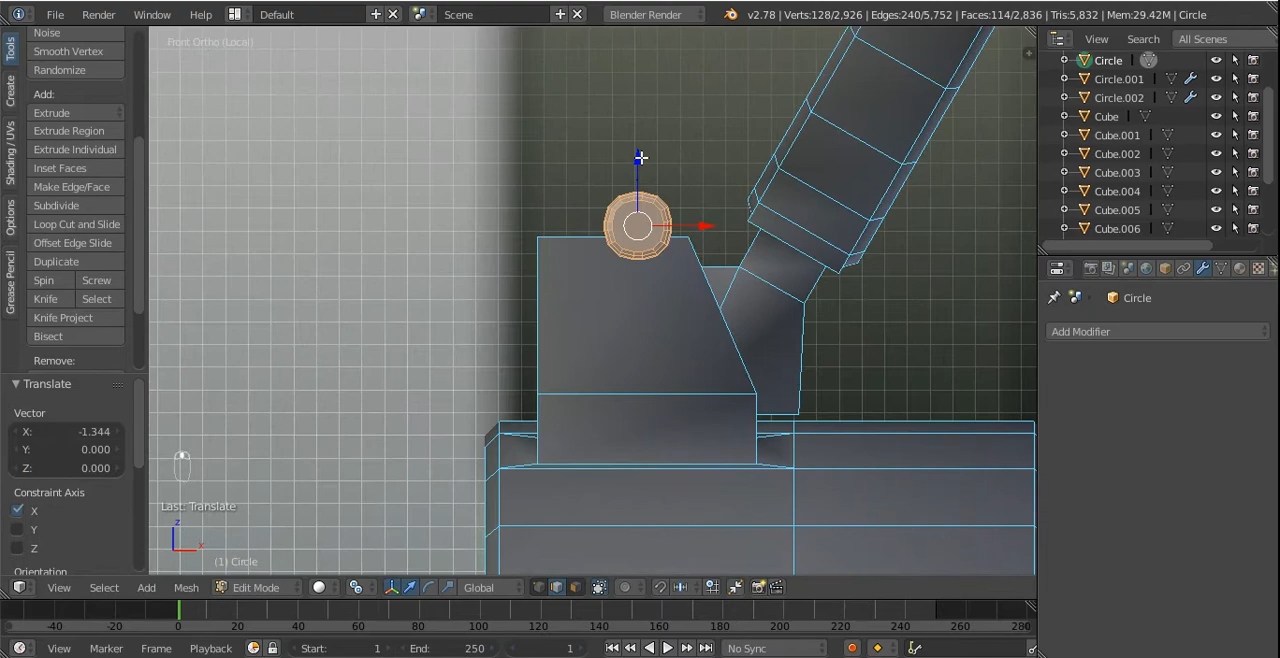 File Render Window Help Default Scene Blender Render v2.78 | Verts:128/2,926 | Edges:240/5,752 | Faces:114/2,836 | Tris:5,832 | Mem:29.42M | Circle
Tools
Create
Shading / UVs
Options
Grease Pencil
Noise
Smooth Vertex
Randomize
Add:
Extrude
Extrude Region
Extrude Individual
Inset Faces
Make Edge/Face
Subdivide
Loop Cut and Slide
Offset Edge Slide
Duplicate
Spin Screw
Knife Select
Knife Project
Bisect
Remove:
Translate
Vector
X: -1.344
Y: 0.000
Z: 0.000
Constraint Axis
X
Y
Z
Orientation
Front Ortho (Local)
Last: Translate
z
x
(1) Circle
View Search All Scenes
Circle
Circle.001
Circle.002
Cube
Cube.001
Cube.002
Cube.003
Cube.004
Cube.005
Cube.006
Circle
Add Modifier
View Select Add Mesh Edit Mode Global
-40 -20 0 20 40 60 80 100 120 140 160 180 200 220 240 260 280
View Marker Frame Playback Start: 1 End: 250 1 No Sync